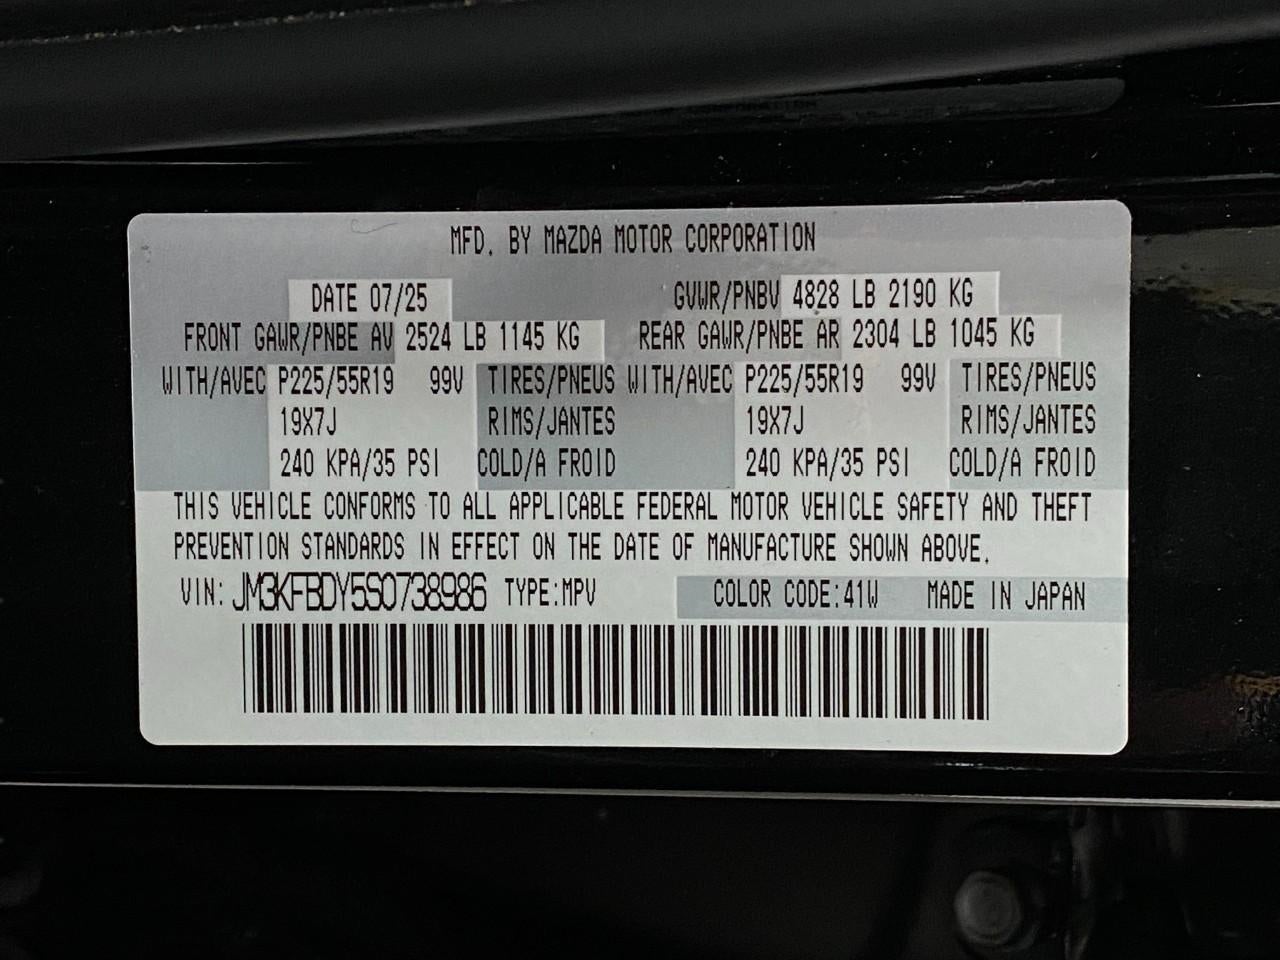 MFD. BY MAZDA MOTOR CORPORATION
DATE 07/25 GVWR/PNBV 4828 LB 2190 KG
FRONT GAWR/PNBE AV 2524 LB 1145 KG REAR GAWR/PNBE AR 2304 LB 1045 KG
WITH/AVEC P225/55R19 99V TIRES/PNEUS WITH/AVEC P225/55R19 99V TIRES/PNEUS
19X7J RIMS/JANTES 19X7J RIMS/JANTES
240 KPA/35 PSI COLD/A FROID 240 KPA/35 PSI COLD/A FROID
THIS VEHICLE CONFORMS TO ALL APPLICABLE FEDERAL MOTOR VEHICLE SAFETY AND THEFT
PREVENTION STANDARDS IN EFFECT ON THE DATE OF MANUFACTURE SHOWN ABOVE.
VIN: JM3KFBDY5S0738986 TYPE:MPV COLOR CODE:41W MADE IN JAPAN